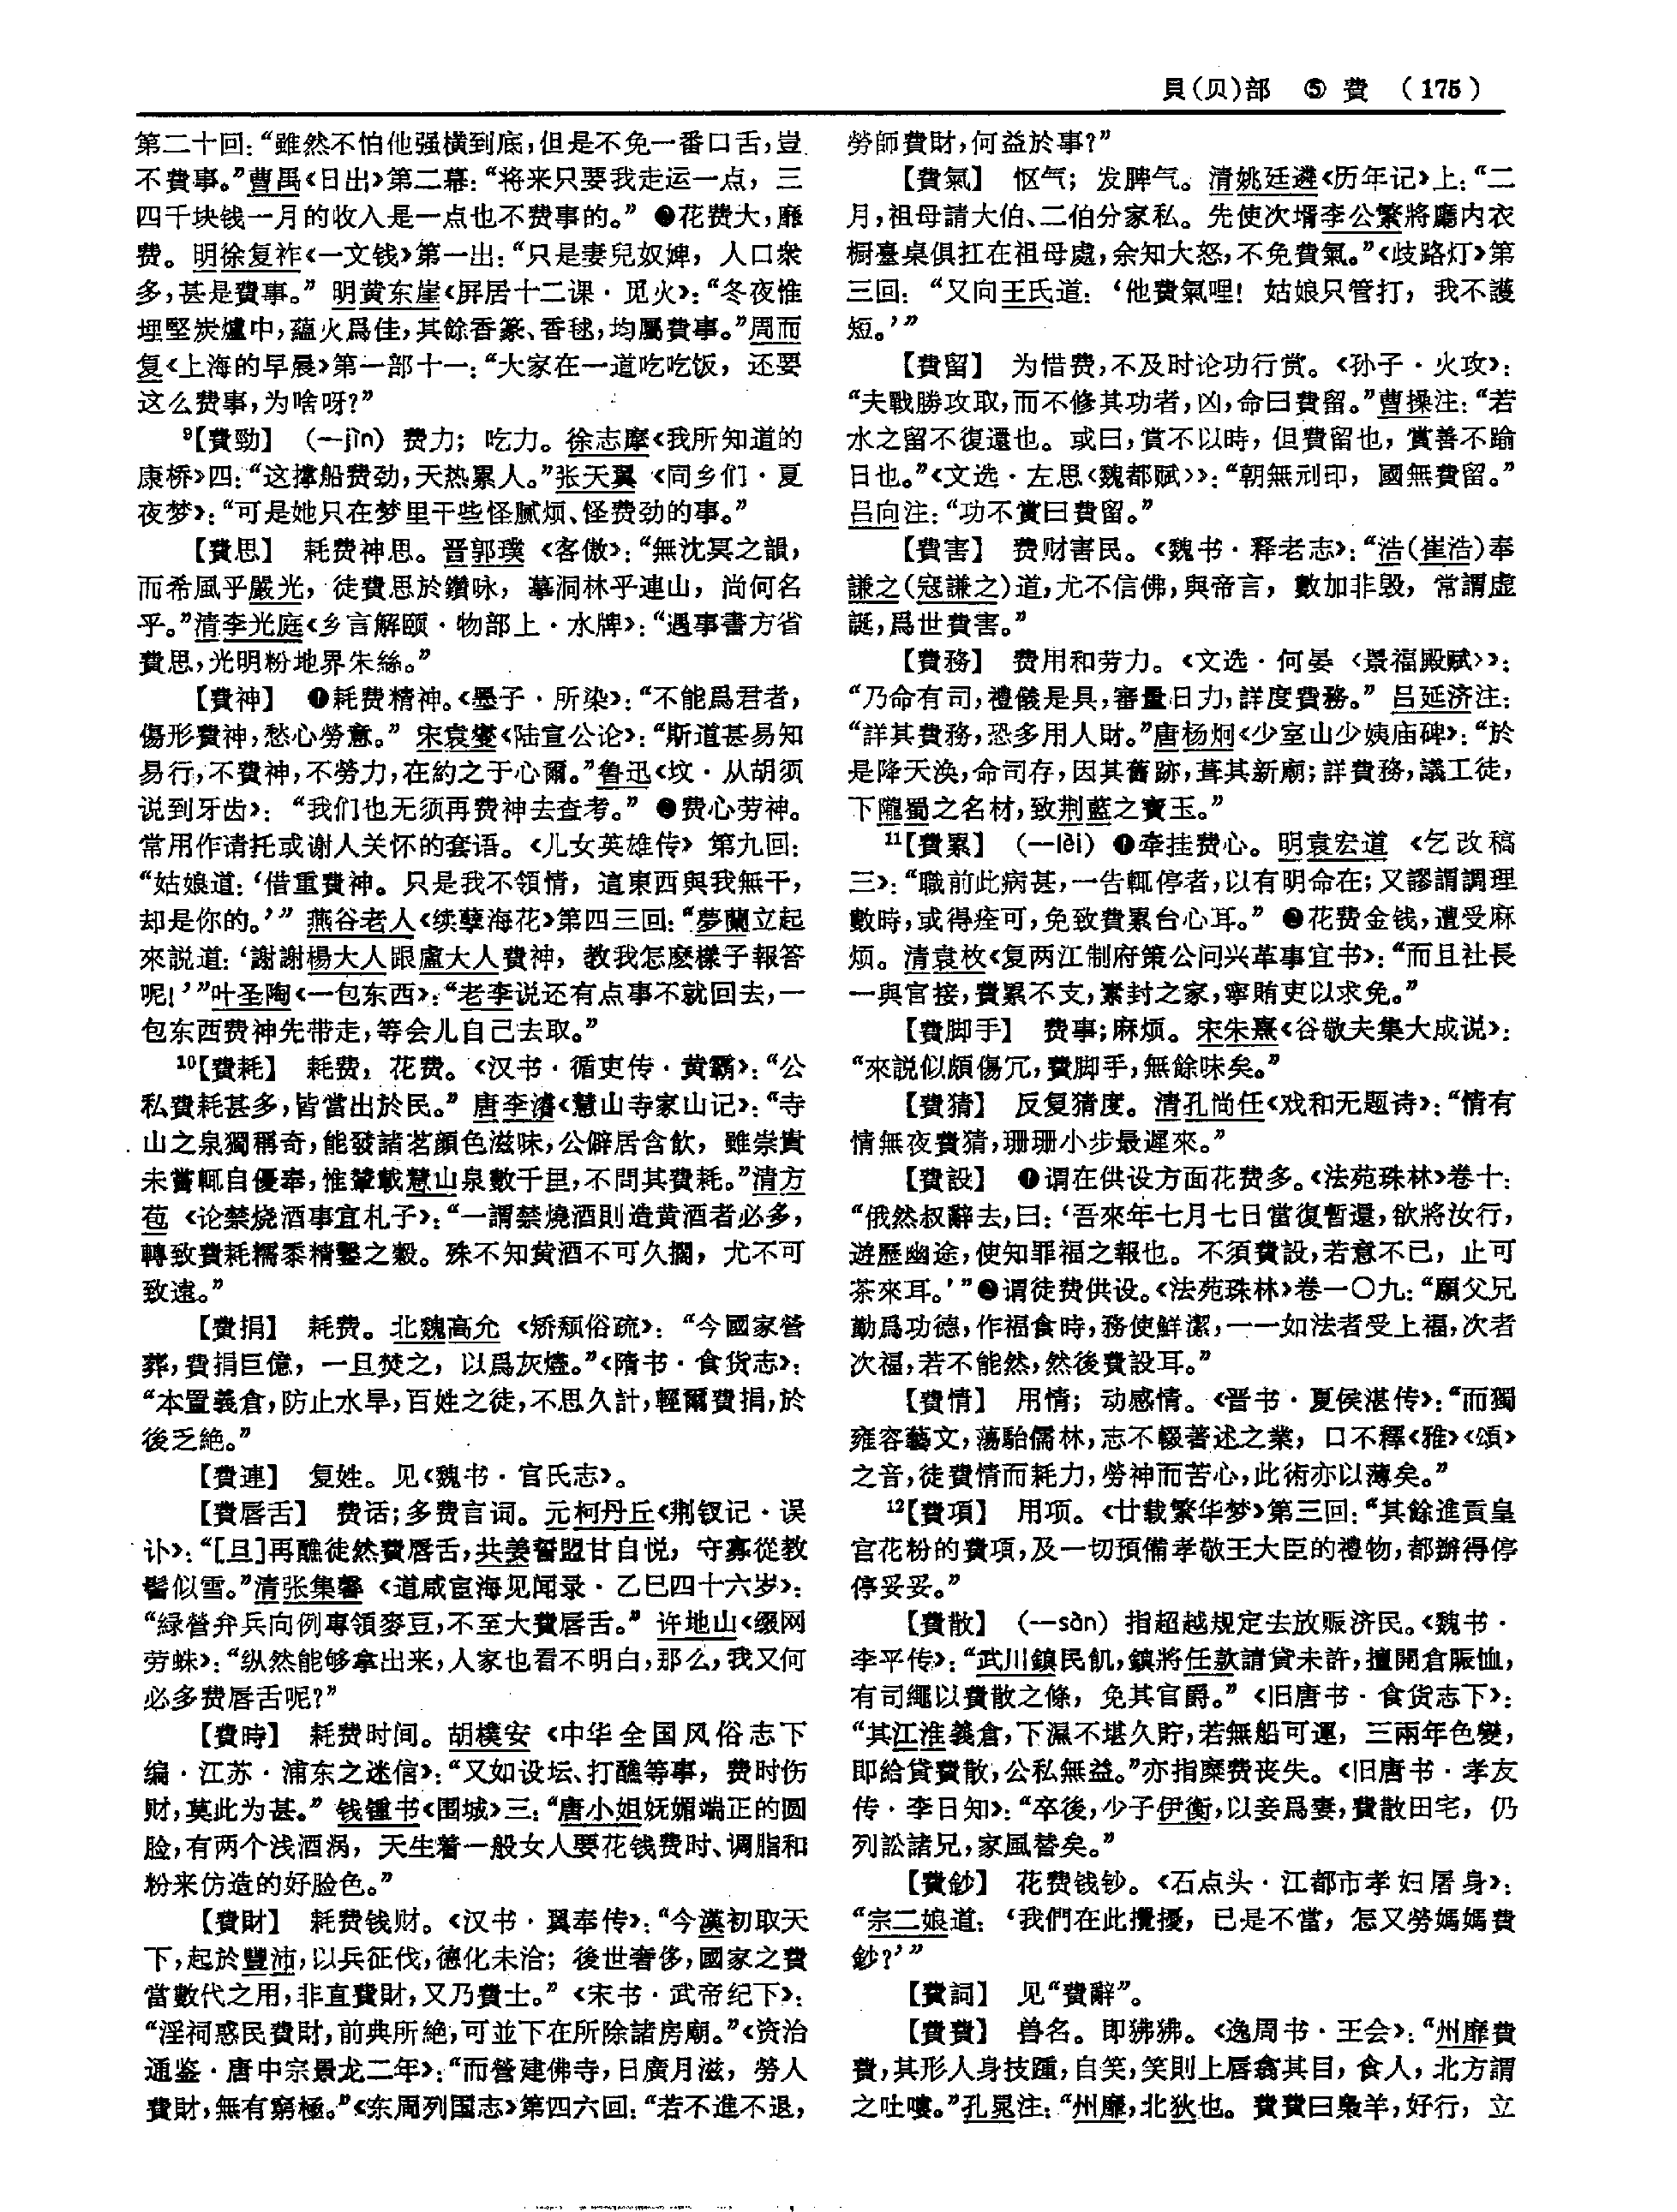 貝(贝)部 ⑤ 費 (175)
第二十回:“雖然不怕他强横到底,但是不免一番口舌,豈
不費事。”曹禺《日出》第二幕:“将来只要我走运一点,三
四千块钱一月的收入是一点也不费事的。” ❷花费大,靡
费。明徐复祚《一文钱》第一出:“只是妻兒奴婢,人口衆
多,甚是費事。”明黄东崖《屏居十二课·觅火》:“冬夜惟
埋堅炭爐中,蘊火爲佳,其餘香篆、香毬,均屬費事。”周而
复《上海的早晨》第一部十一:“大家在一道吃吃饭,还要
这么费事,为啥呀?”
9【費勁】 (—jìn) 费力;吃力。徐志摩《我所知道的
康桥》四:“这撑船费劲,天热累人。”张天翼《同乡们·夏
夜梦》:“可是她只在梦里干些怪腻烦、怪费劲的事。”
【費思】 耗费神思。晋郭璞《客傲》:“無沈冥之韻,
而希風乎嚴光,徒費思於鑽咏,摹洞林乎連山,尚何名
乎。”清李光庭《乡言解颐·物部上·水牌》:“遇事書方省
費思,光明粉地界朱絲。”
【費神】 ❶耗费精神。《墨子·所染》:“不能爲君者,
傷形費神,愁心勞意。”宋袁燮《陆宣公论》:“斯道甚易知
易行,不費神,不勞力,在約之于心爾。”鲁迅《坟·从胡须
说到牙齿》:“我们也无须再费神去查考。” ❷费心劳神。
常用作请托或谢人关怀的套语。《儿女英雄传》第九回:
“姑娘道:‘借重費神。只是我不領情,這東西與我無干,
却是你的。’”燕谷老人《续孽海花》第四三回:“夢蘭立起
來説道:‘謝謝楊大人跟盧大人費神,教我怎麽樣子報答
呢!’”叶圣陶《一包东西》:“老李说还有点事不就回去,一
包东西费神先带走,等会儿自己去取。”
10【費耗】 耗费,花费。《汉书·循吏传·黄霸》:“公
私費耗甚多,皆當出於民。”唐李濬《慧山寺家山记》:“寺
山之泉獨稱奇,能發諸茗顔色滋味,公僻居含飲,雖崇貴
未嘗輒自優奉,惟輦載慧山泉數千里,不問其費耗。”清方
苞《论禁烧酒事宜札子》:“一謂禁燒酒則造黄酒者必多,
轉致費耗糯黍精鑿之穀。殊不知黄酒不可久擱,尤不可
致遠。”
【費捐】 耗费。北魏高允《矫颓俗疏》:“今國家營
葬,費捐巨億,一旦焚之,以爲灰燼。”《隋书·食货志》:
“本置義倉,防止水旱,百姓之徒,不思久計,輕爾費捐,於
後乏絶。”
【費連】 复姓。见《魏书·官氏志》。
【費唇舌】 费话;多费言词。元柯丹丘《荆钗记·误
讣》:“[旦]再醮徒然費唇舌,共姜誓盟甘自悦,守寡從教
髻似雪。”清张集馨《道咸宦海见闻录·乙巳四十六岁》:
“緑營弁兵向例專領麥豆,不至大費唇舌。”许地山《缀网
劳蛛》:“纵然能够拿出来,人家也看不明白,那么,我又何
必多费唇舌呢?”
【費時】 耗费时间。胡樸安《中华全国风俗志下
编·江苏·浦东之迷信》:“又如设坛、打醮等事,费时伤
财,莫此为甚。”钱锺书《围城》三:“唐小姐妩媚端正的圆
脸,有两个浅酒涡,天生着一般女人要花钱费时、调脂和
粉来仿造的好脸色。”
【費財】 耗费钱财。《汉书·翼奉传》:“今漢初取天
下,起於豐沛,以兵征伐,德化未洽;後世奢侈,國家之費
當數代之用,非直費財,又乃費士。”《宋书·武帝纪下》:
“淫祠惑民費財,前典所絶,可並下在所除諸房廟。”《资治
通鉴·唐中宗景龙二年》:“而營建佛寺,日廣月滋,勞人
費財,無有窮極。”《东周列国志》第四六回:“若不進不退,
勞師費財,何益於事?”
【費氣】 怄气;发脾气。清姚廷遴《历年记》上:“二
月,祖母請大伯、二伯分家私。先使次壻李公繁將廳内衣
橱臺桌俱扛在祖母處,余知大怒,不免費氣。”《歧路灯》第
三回:“又向王氏道:‘他費氣哩!姑娘只管打,我不護
短。’”
【費留】 为惜费,不及时论功行赏。《孙子·火攻》:
“夫戰勝攻取,而不修其功者,凶,命曰費留。”曹操注:“若
水之留不復還也。或曰,賞不以時,但費留也,賞善不踰
日也。”《文选·左思〈魏都赋〉》:“朝無刓印,國無費留。”
吕向注:“功不賞曰費留。”
【費害】 费财害民。《魏书·释老志》:“浩(崔浩)奉
謙之(寇謙之)道,尤不信佛,與帝言,數加非毁,常謂虚
誕,爲世費害。”
【費務】 费用和劳力。《文选·何晏〈景福殿赋〉》:
“乃命有司,禮儀是具,審量日力,詳度費務。”吕延济注:
“詳其費務,恐多用人財。”唐杨炯《少室山少姨庙碑》:“於
是降天涣,命司存,因其舊跡,葺其新廟;詳費務,議工徒,
下隴蜀之名材,致荆藍之寶玉。”
11【費累】 (—lěi) ❶牵挂费心。明袁宏道《乞改稿
三》:“職前此病甚,一告輒停者,以有明命在;又謬謂調理
數時,或得痊可,免致費累台心耳。” ❷花费金钱,遭受麻
烦。清袁枚《复两江制府策公问兴革事宜书》:“而且社長
一與官接,費累不支,素封之家,寧賄吏以求免。”
【費脚手】 费事;麻烦。宋朱熹《谷敬夫集大成说》:
“來説似頗傷冗,費脚手,無餘味矣。”
【費猜】 反复猜度。清孔尚任《戏和无题诗》:“情有
情無夜費猜,珊珊小步最遲來。”
【費設】 ❶谓在供设方面花费多。《法苑珠林》卷十:
“俄然叔辭去,曰:‘吾來年七月七日當復暫還,欲將汝行,
遊歷幽途,使知罪福之報也。不須費設,若意不已,止可
茶來耳。’” ❷谓徒费供设。《法苑珠林》卷一〇九:“願父兄
勤爲功德,作福食時,務使鮮潔,一一如法者受上福,次者
次福,若不能然,然後費設耳。”
【費情】 用情;动感情。《晋书·夏侯湛传》:“而獨
雍容藝文,蕩駘儒林,志不輟著述之業,口不釋《雅》《頌》
之音,徒費情而耗力,勞神而苦心,此術亦以薄矣。”
12【費項】 用项。《廿载繁华梦》第三回:“其餘進貢皇
宫花粉的費項,及一切預備孝敬王大臣的禮物,都辦得停
停妥妥。”
【費散】 (—sàn) 指超越规定去放赈济民。《魏书·
李平传》:“武川鎮民飢,鎮將任款請貸未許,擅開倉賑恤,
有司繩以費散之條,免其官爵。”《旧唐书·食货志下》:
“其江淮義倉,下濕不堪久貯,若無船可運,三兩年色變,
即給貸費散,公私無益。”亦指糜费丧失。《旧唐书·孝友
传·李日知》:“卒後,少子伊衡,以妾爲妻,費散田宅,仍
列訟諸兄,家風替矣。”
【費鈔】 花费钱钞。《石点头·江都市孝妇屠身》:
“宗二娘道:‘我們在此攪擾,已是不當,怎又勞媽媽費
鈔?’”
【費詞】 见“費辭”。
【費費】 兽名。即狒狒。《逸周书·王会》:“州靡費
費,其形人身技踵,自笑,笑則上唇翕其目,食人,北方謂
之吐嘍。”孔晁注:“州靡,北狄也。費費曰梟羊,好行,立